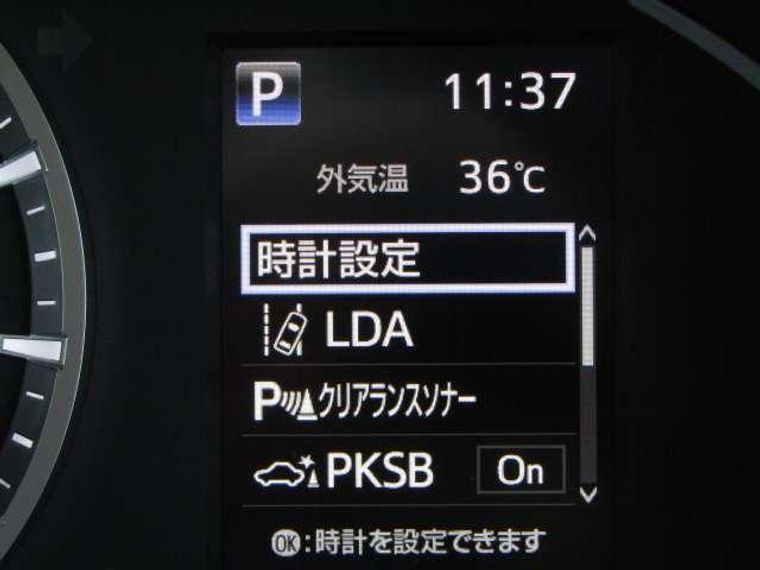 P 11:37
外気温 36℃
時計設定
LDA
Pクリアランスソナー
PKSB On
OK:時計を設定できます